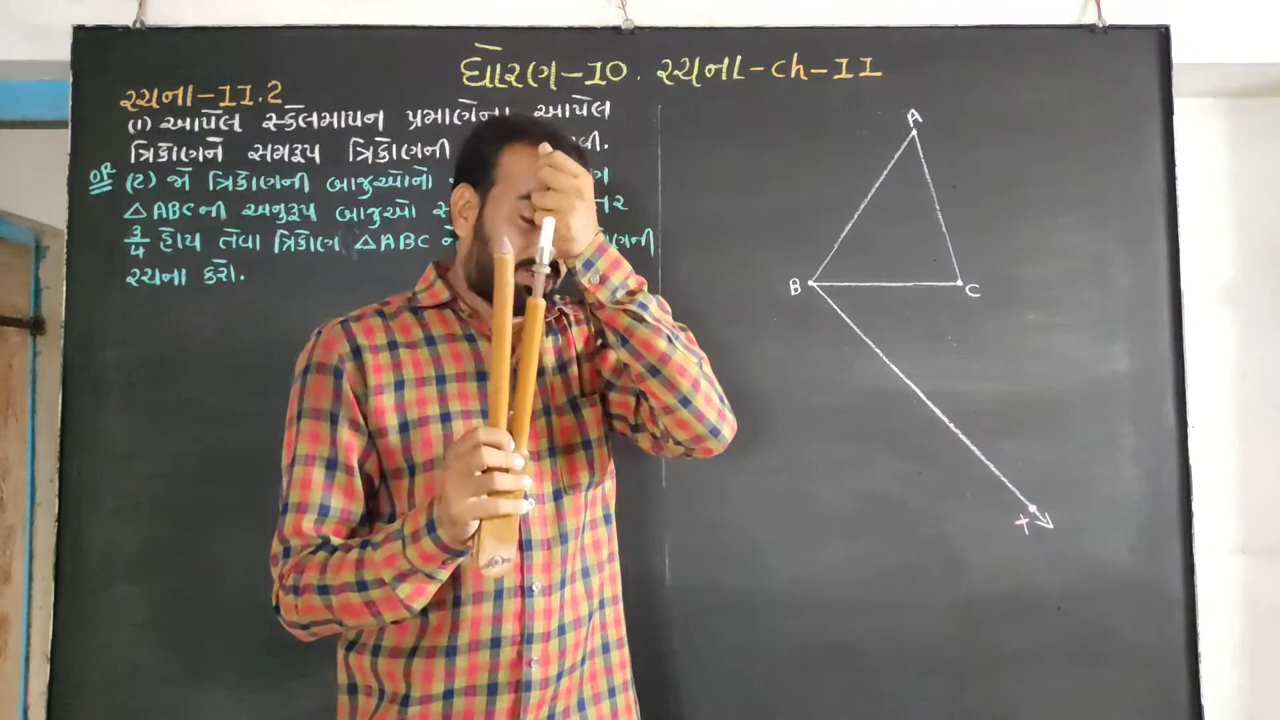 ધોરણ-10. રચના-ch-11
રચના-11.2
(1) આપેલ સ્કેલમાપન પ્રમાણેના આપેલ
ત્રિકોણને સમરૂપ ત્રિકોણની
OR (2) જો ત્રિકોણની બાજુઓનો
△ABCની અનુરૂપ બાજુઓ
3/4 હોય તેવા ત્રિકોણ △ABC
રચના કરો.
A
B
C
x